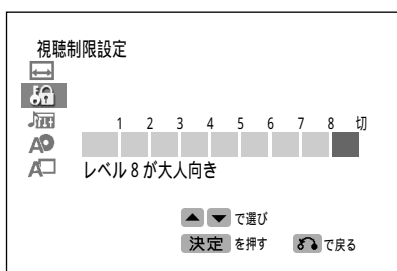 視聴制限設定
1 2 3 4 5 6 7 8 切
レベル8が大人向き
▲ ▼ で選び
決定 を押す で戻る